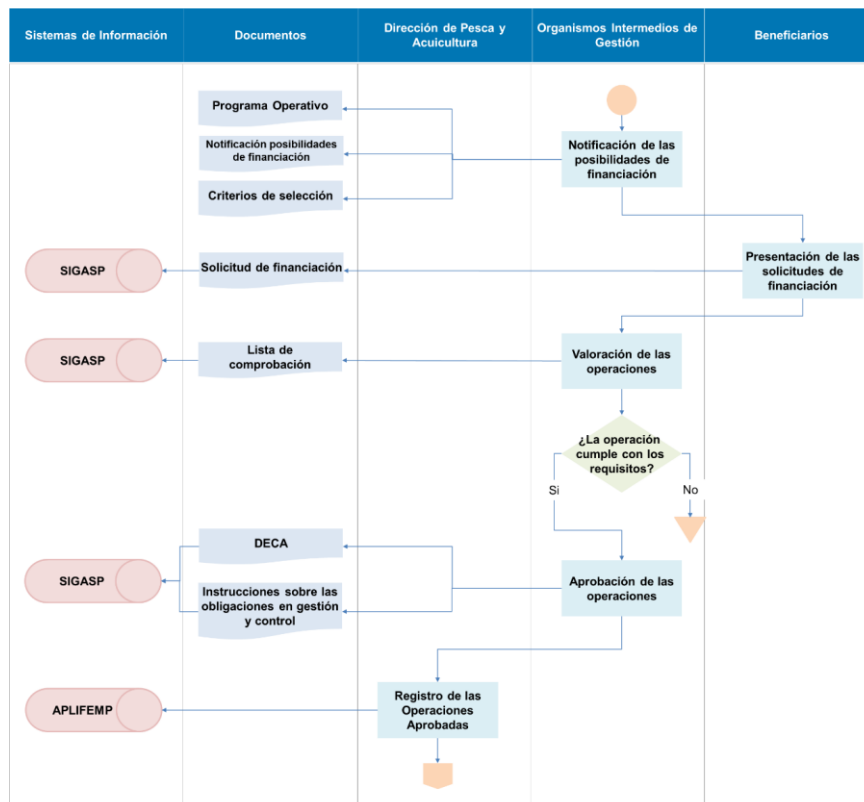 Sistemas de Información
Documentos
Dirección de Pesca y
Acuicultura
Organismos Intermedios de
Gestión
Beneficiarios
Programa Operativo
Notificación posibilidades
de financiación
Criterios de selección
Notificación de las
posibilidades de
financiación
SIGASP
Solicitud de financiación
Presentación de las
solicitudes de
financiación
SIGASP
Lista de
comprobación
Valoración de las
operaciones
¿La operación
cumple con los
requisitos?
Si
No
SIGASP
DECA
Instrucciones sobre las
obligaciones en gestión
y control
Aprobación de las
operaciones
APLIFEMP
Registro de las
Operaciones
Aprobadas